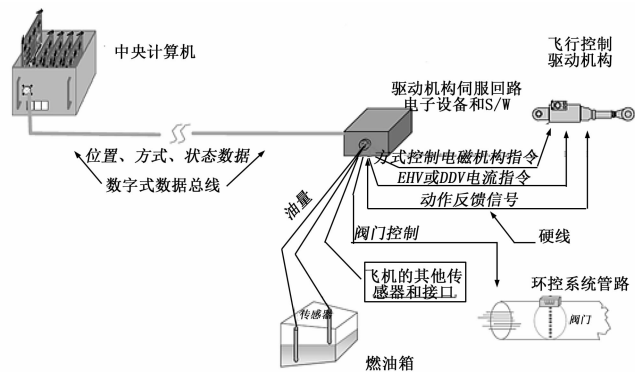 中央计算机
飞行控制
驱动机构
驱动机构伺服回路
电子设备和S/W
位置、方式、状态数据
数字式数据总线
方式控制电磁机构指令
EHV或DDV电流指令
动作反馈信号
油量
阀门控制
硬线
飞机的其他传
感器和接口
环控系统管路
传感器
阀门
燃油箱